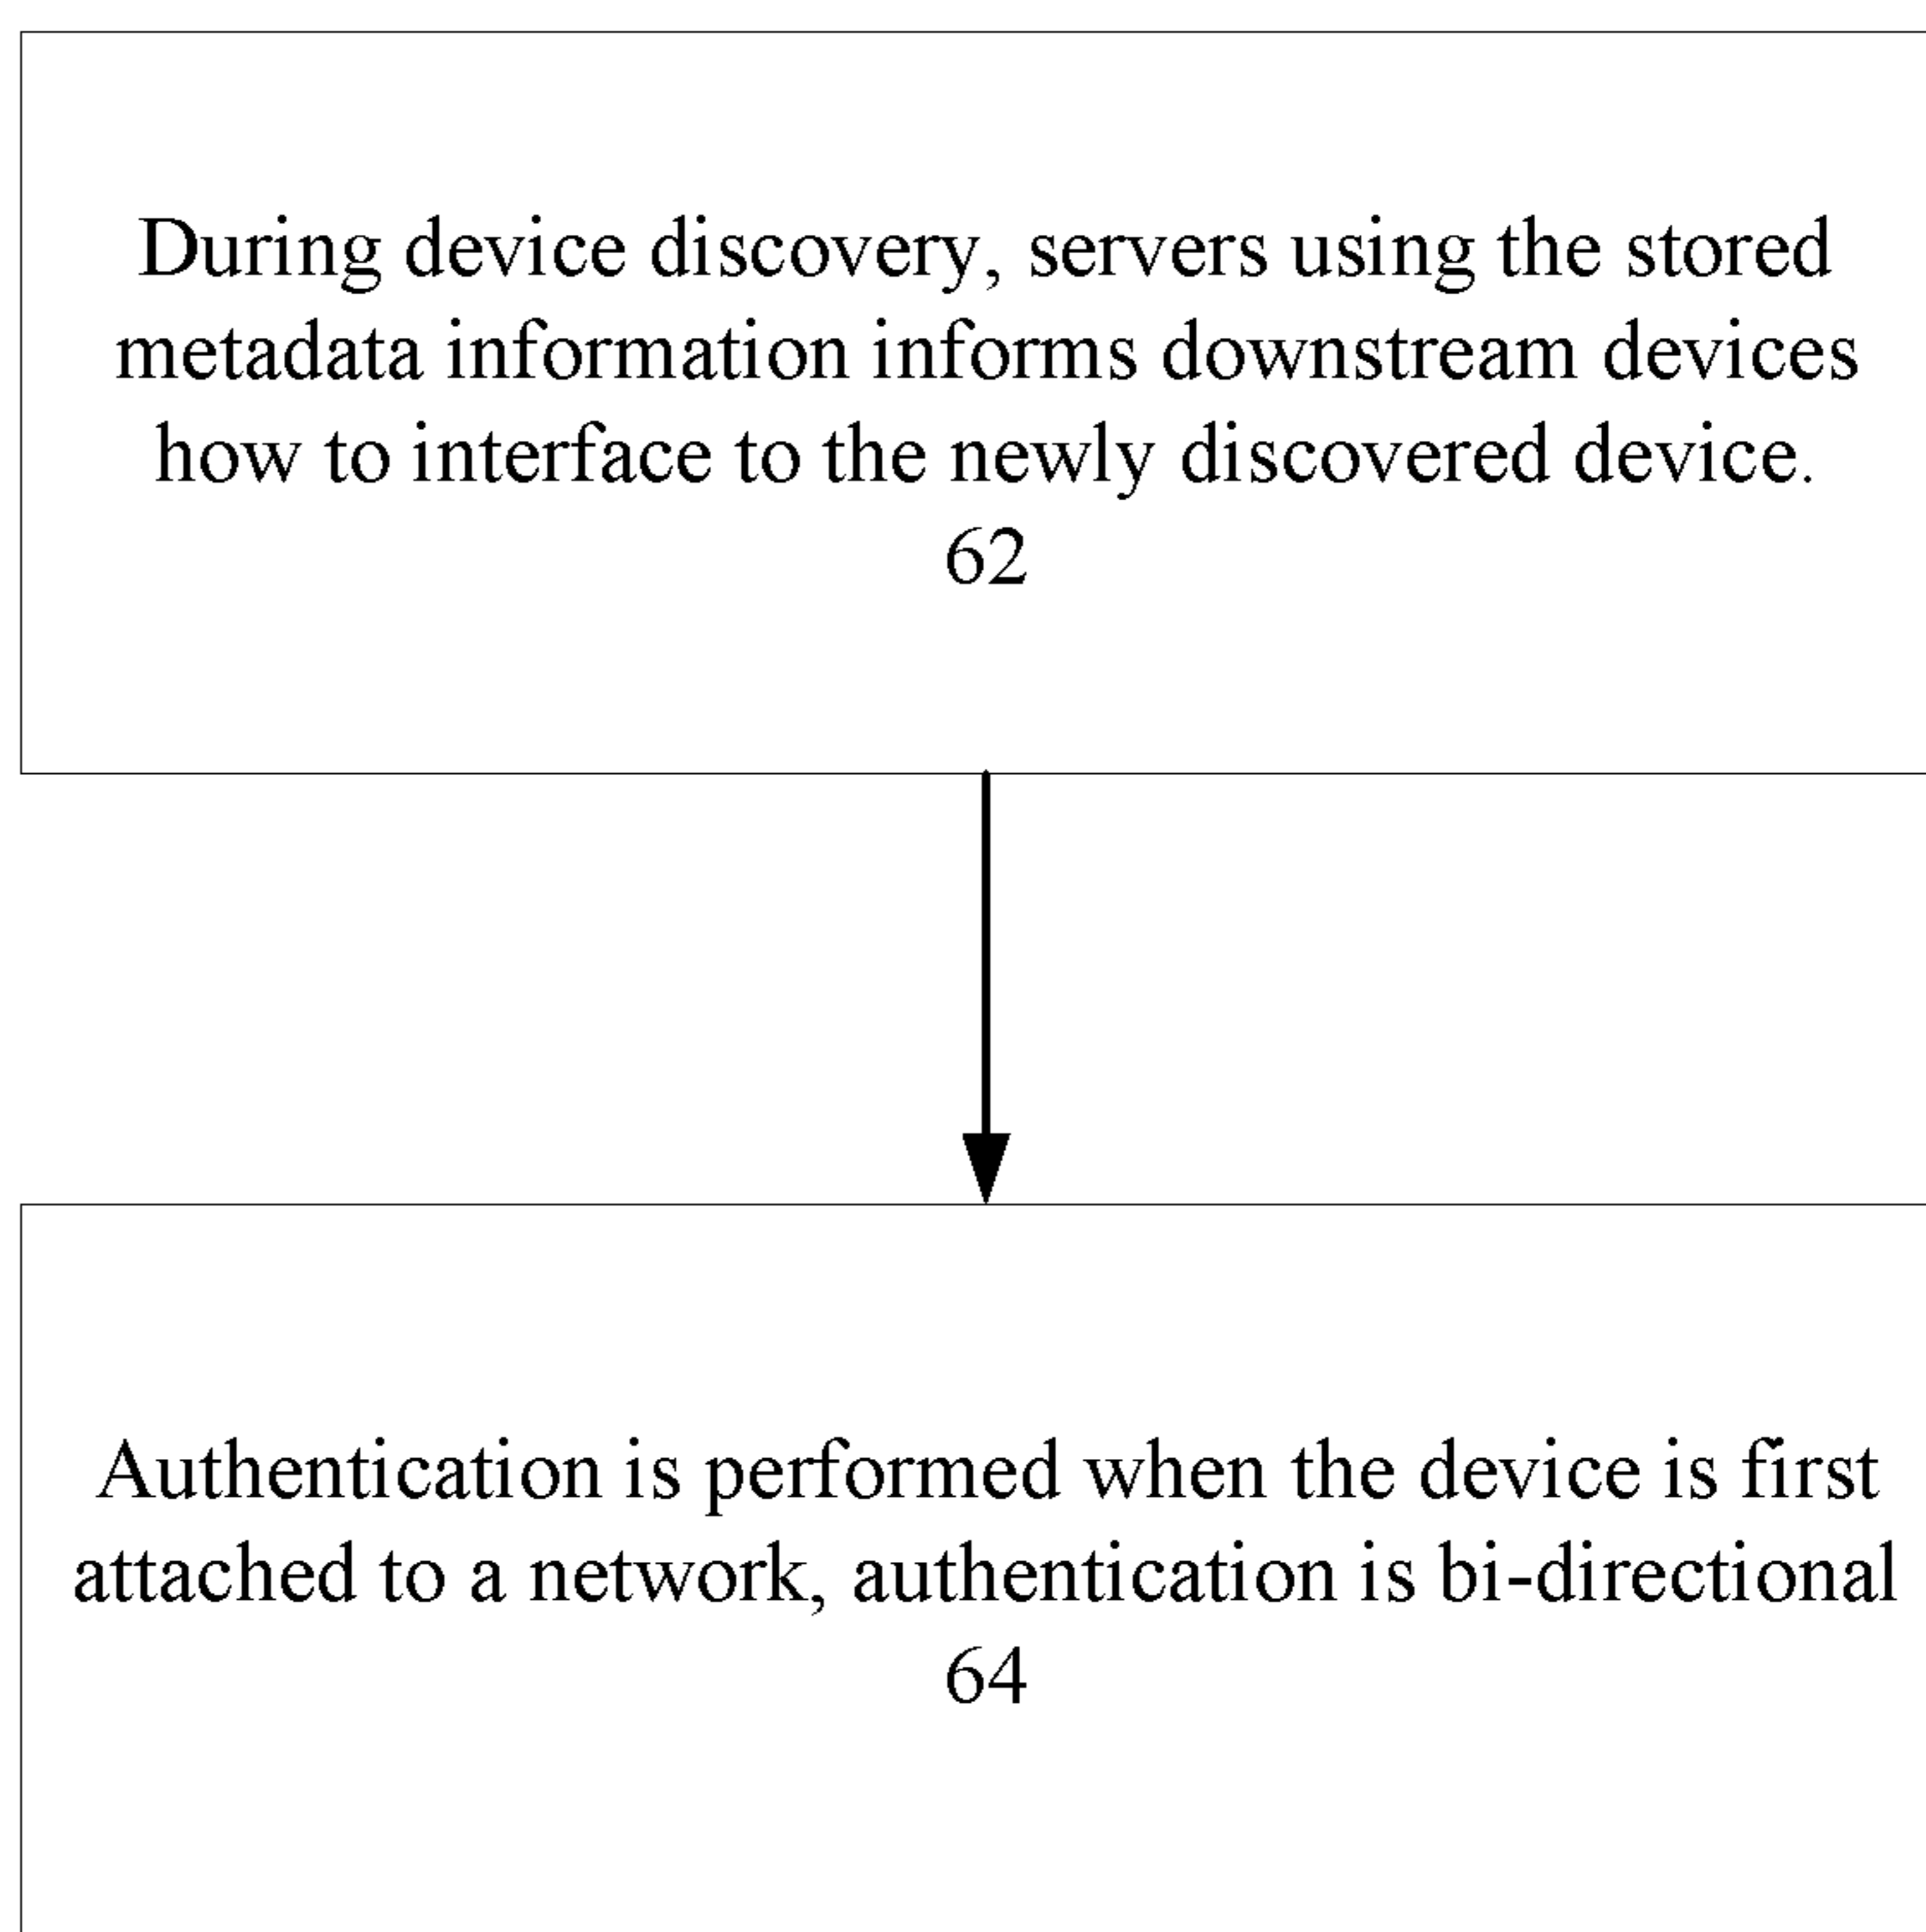 During device discovery, servers using the stored
metadata information informs downstream devices
how to interface to the newly discovered device.
62
Authentication is performed when the device is first
attached to a network, authentication is bi-directional
64